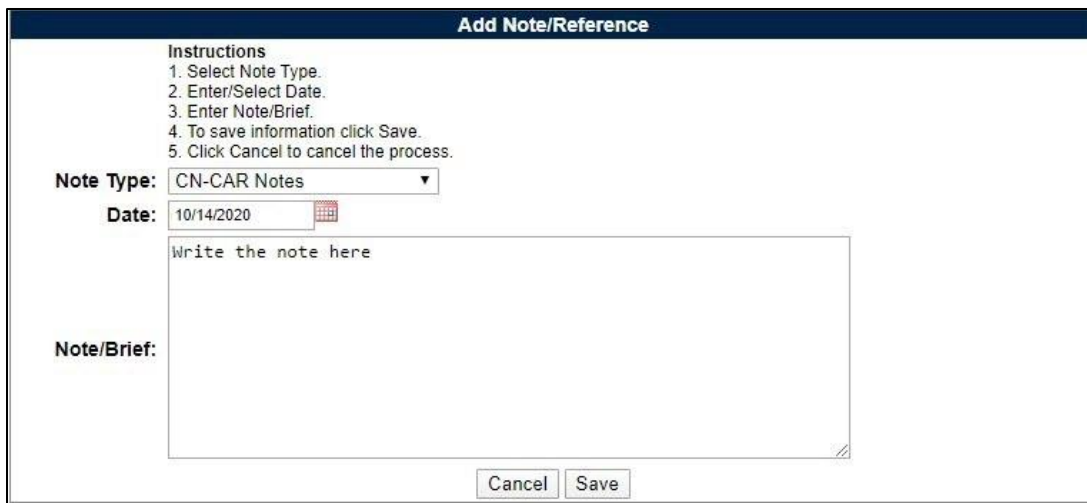 Add Note/Reference
Instructions
1. Select Note Type.
2. Enter/Select Date.
3. Enter Note/Brief.
4. To save information click Save.
5. Click Cancel to cancel the process.
Note Type: CN-CAR Notes
Date: 10/14/2020
Write the note here
Note/Brief:
Cancel Save